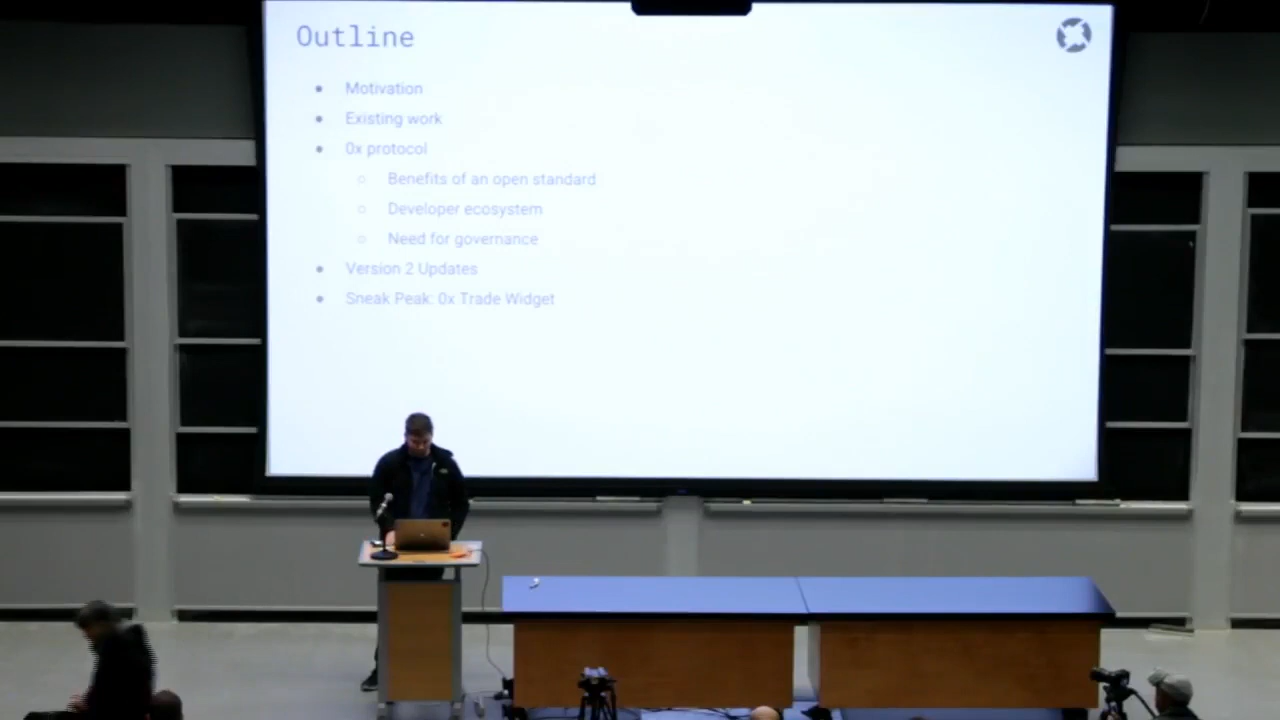 Outline
Motivation
Existing work
0x protocol
Benefits of an open standard
Developer ecosystem
Need for governance
Version 2 Updates
Sneak Peak: 0x Trade Widget